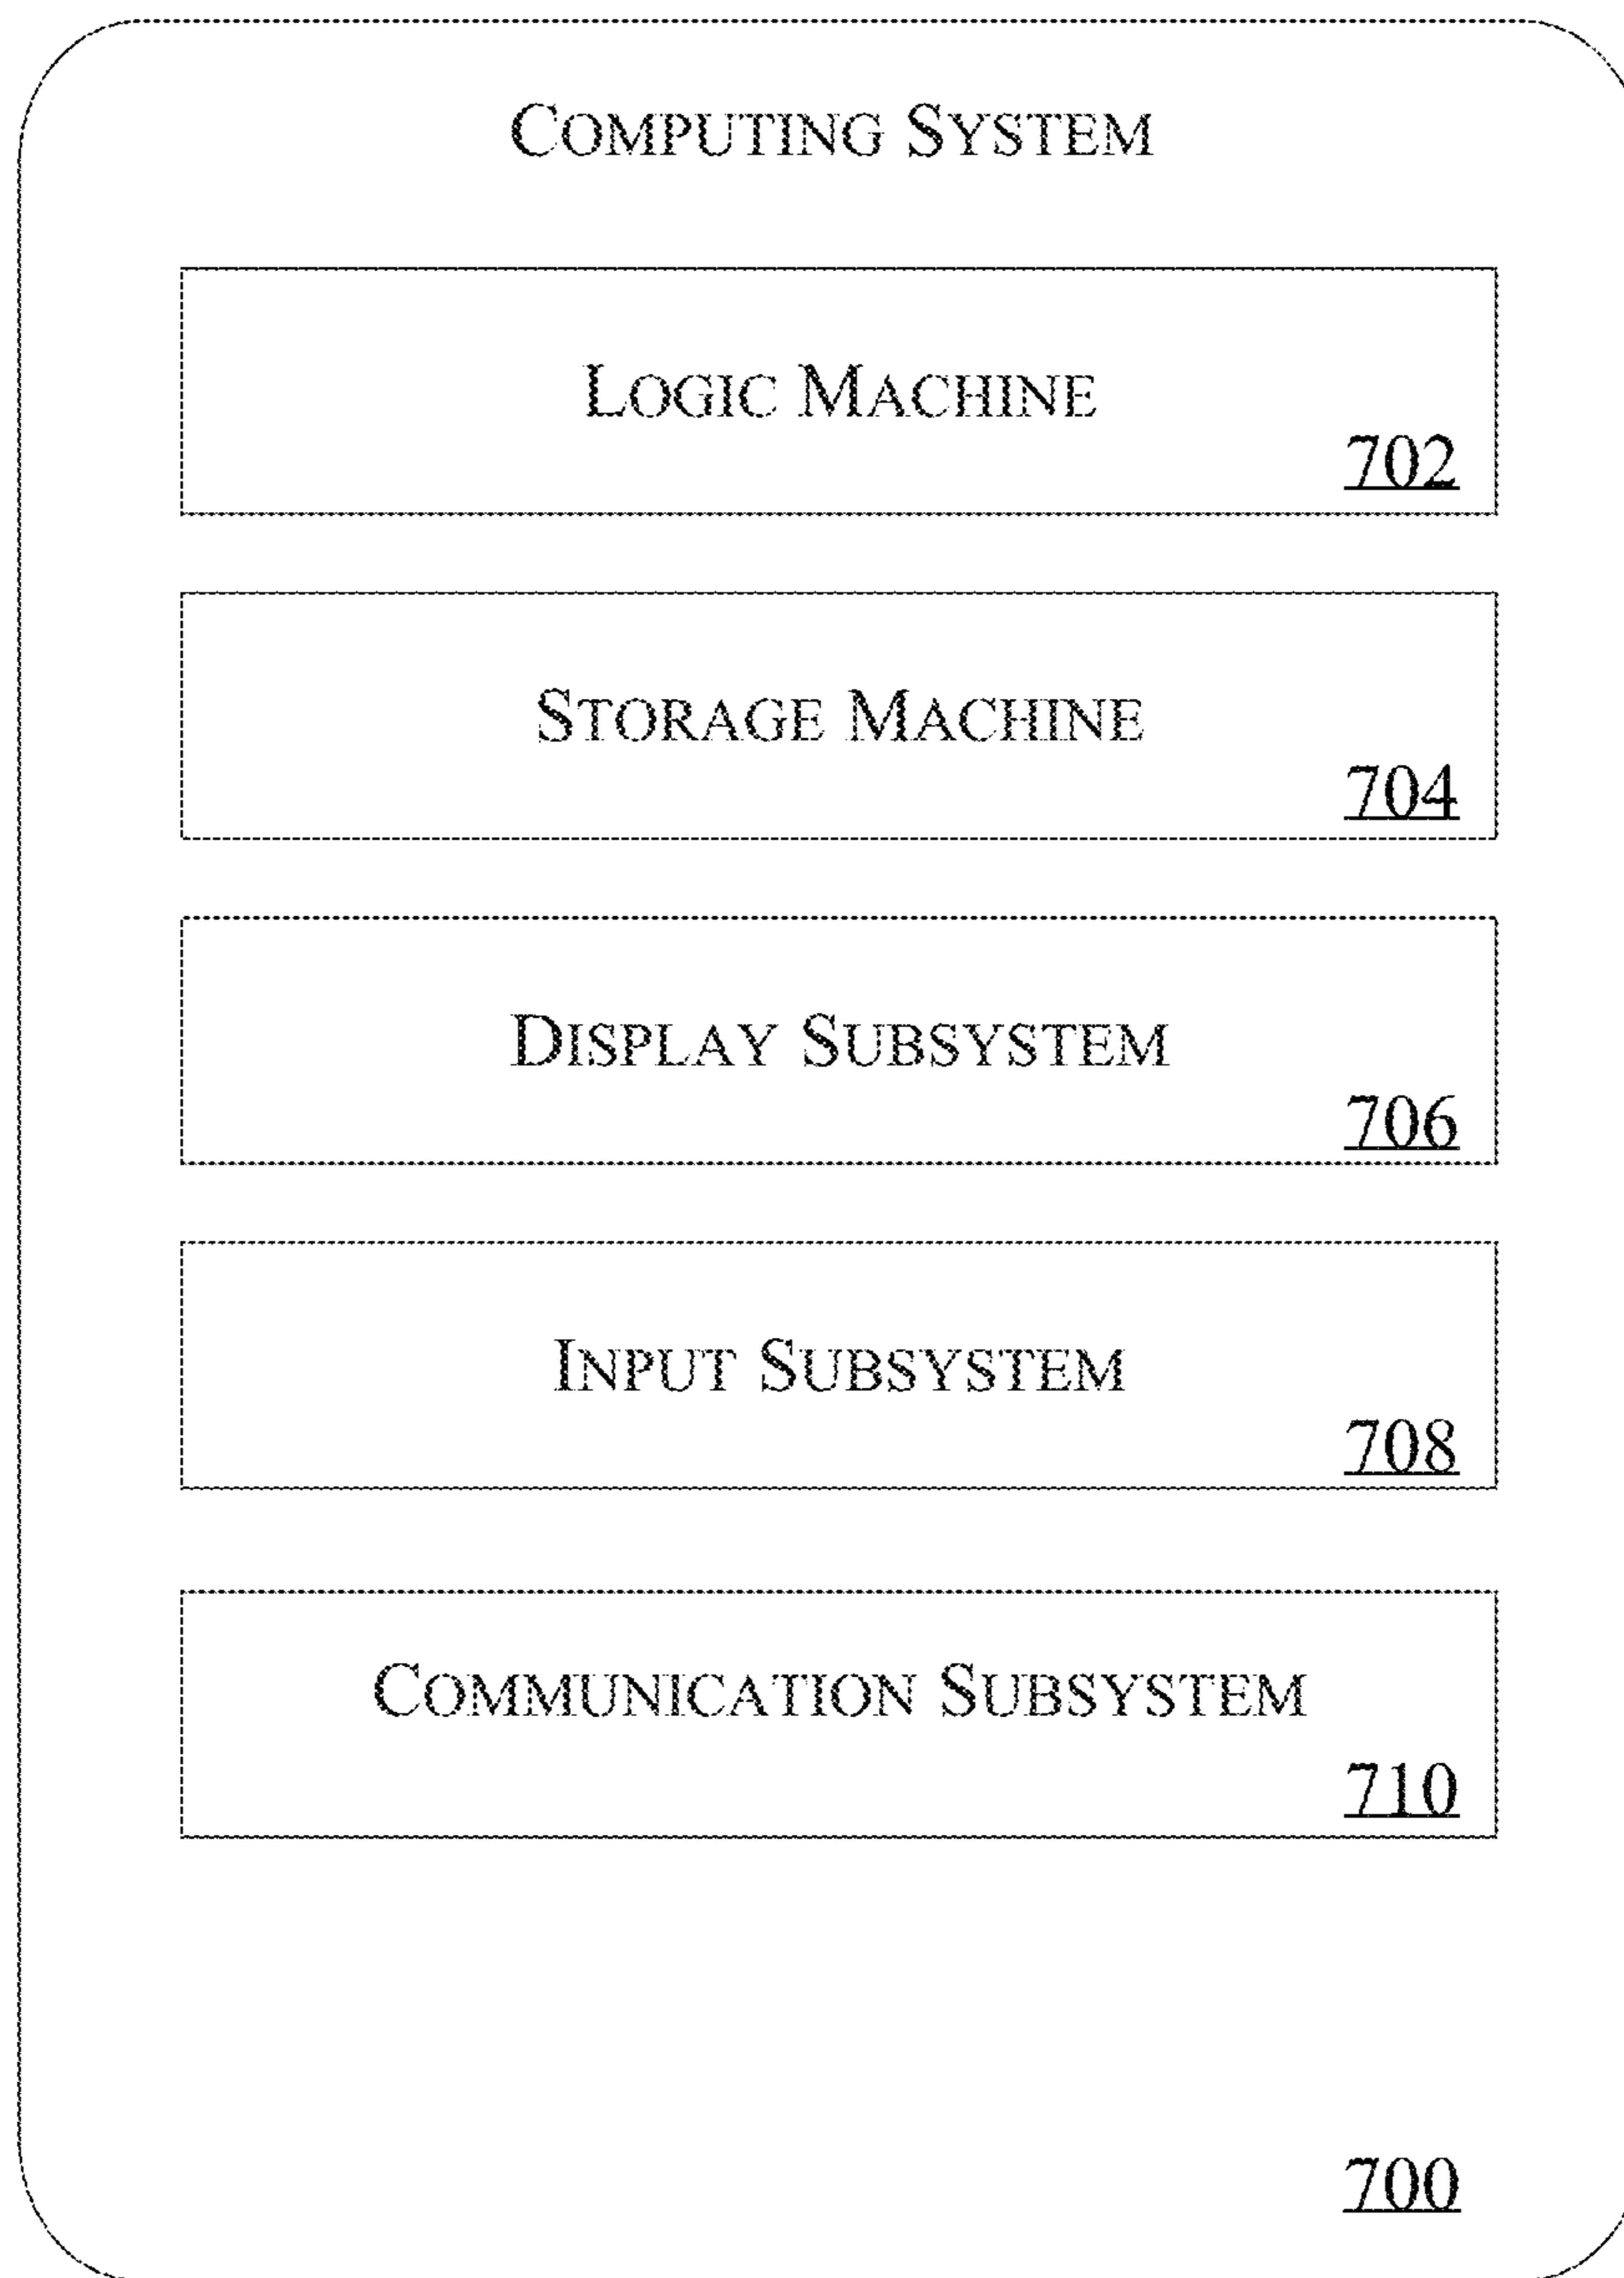 COMPUTING SYSTEM
LOGIC MACHINE
702
STORAGE MACHINE
704
DISPLAY SUBSYSTEM
706
INPUT SUBSYSTEM
708
COMMUNICATION SUBSYSTEM
710
700